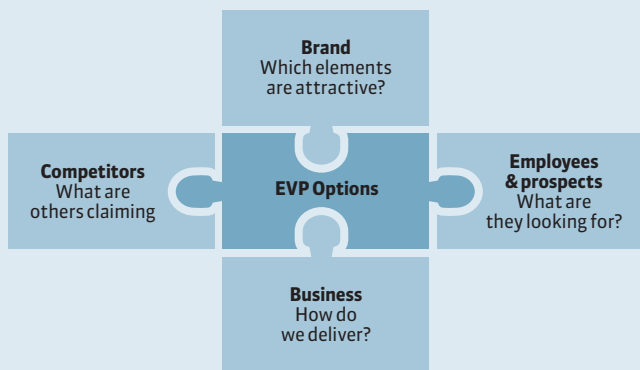 Brand
Which elements
are attractive?
Competitors
What are
others claiming
EVP Options
Employees
& prospects
What are
they looking for?
Business
How do
we deliver?